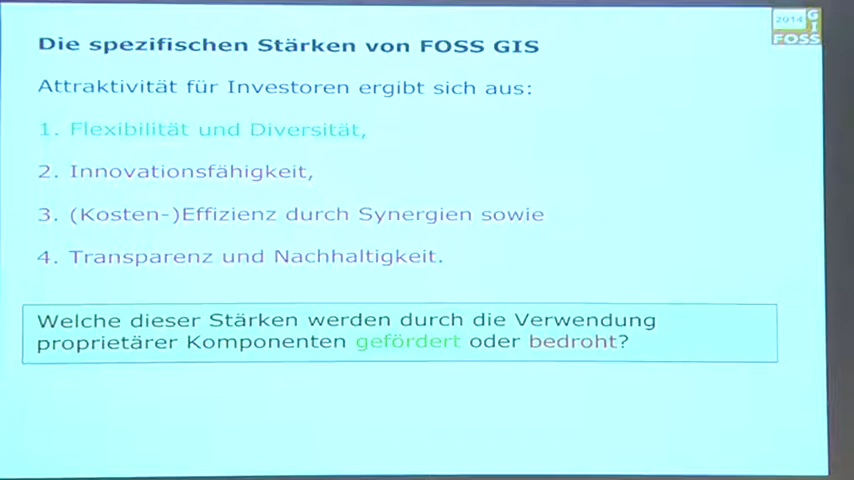 Die spezifischen Stärken von FOSS GIS
2014
GIS
FOSS
Attraktivität für Investoren ergibt sich aus:
1. Flexibilität und Diversität,
2. Innovationsfähigkeit,
3. (Kosten-)Effizienz durch Synergien sowie
4. Transparenz und Nachhaltigkeit.
Welche dieser Stärken werden durch die Verwendung
proprietärer Komponenten gefördert oder bedroht?